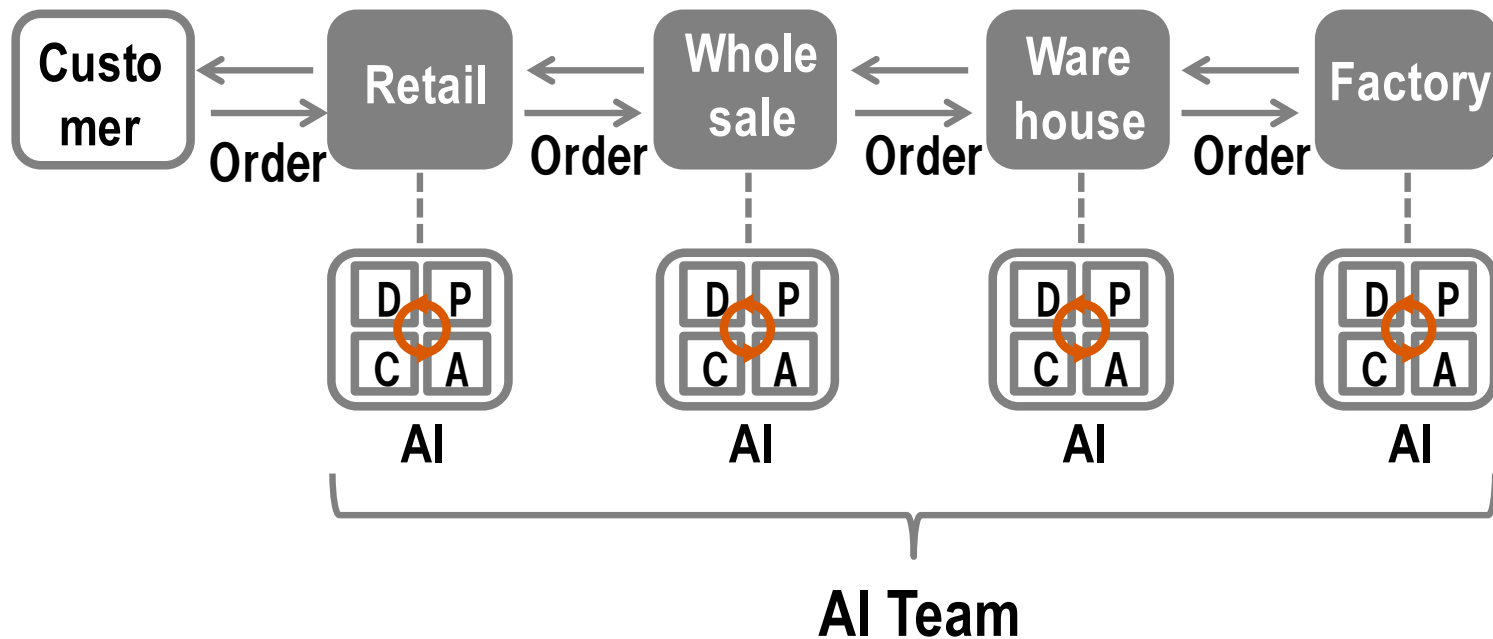 Custo
mer
Retail
Whole
sale
Ware
house
Factory
Order
Order
Order
Order
D P
C A
D P
C A
D P
C A
D P
C A
AI
AI
AI
AI
AI Team